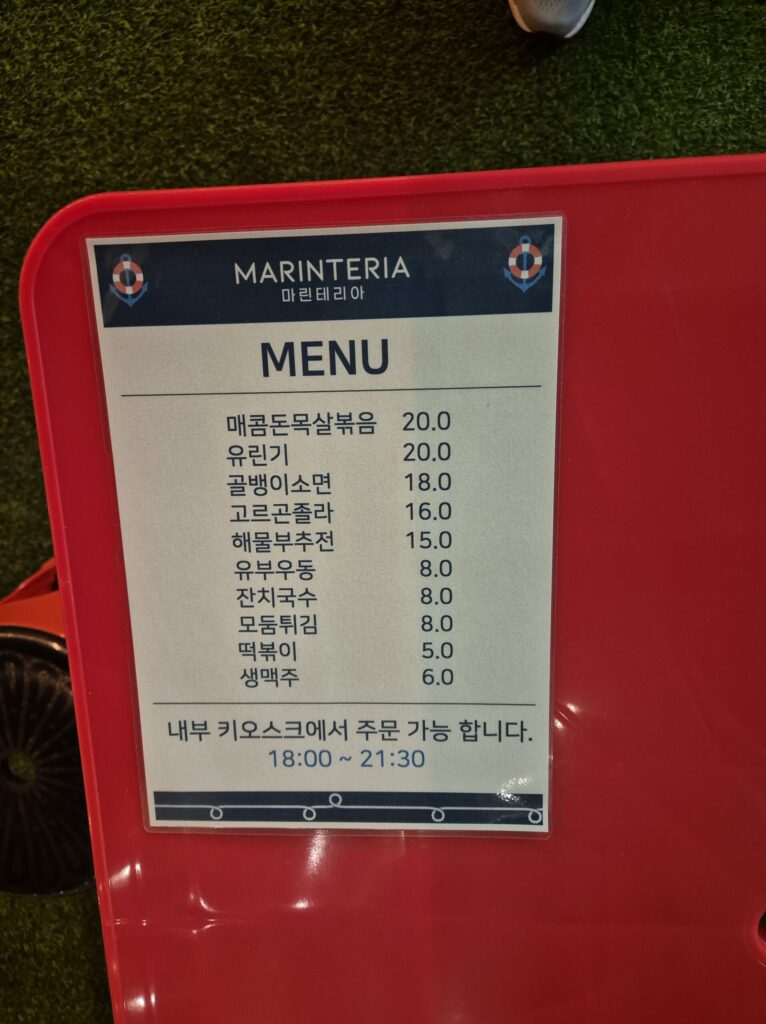 MARINTERIA
마린테리아
MENU
매콤돈목살볶음 20.0
유린기 20.0
골뱅이소면 18.0
고르곤졸라 16.0
해물부추전 15.0
유부우동 8.0
잔치국수 8.0
모둠튀김 8.0
떡볶이 5.0
생맥주 6.0
내부 키오스크에서 주문 가능 합니다.
18:00 ~ 21:30